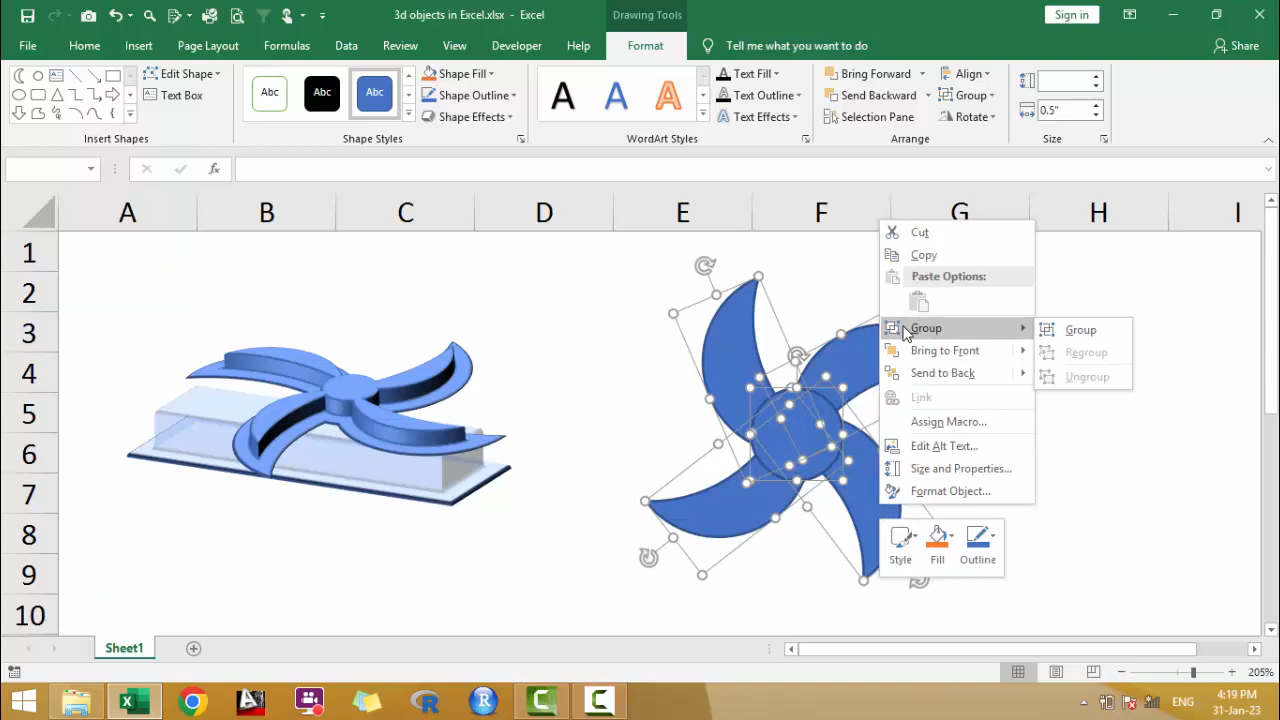 3d objects in Excel.xlsx - Excel
Drawing Tools
Sign in
File
Home
Insert
Page Layout
Formulas
Data
Review
View
Developer
Help
Format
Tell me what you want to do
Share
Edit Shape
Text Box
Insert Shapes
Abc
Abc
Abc
Shape Fill
Shape Outline
Shape Effects
Shape Styles
A
A
A
Text Fill
Text Outline
Text Effects
WordArt Styles
Bring Forward
Send Backward
Selection Pane
Align
Group
Rotate
Arrange
0.5"
Size
fx
A
B
C
D
E
F
G
H
I
1
2
3
4
5
6
7
8
9
10
Cut
Copy
Paste Options:
Group
Bring to Front
Send to Back
Link
Assign Macro...
Edit Alt Text...
Size and Properties...
Format Object...
Group
Regroup
Ungroup
Style
Fill
Outline
Sheet1
205%
ENG
4:19 PM
31-Jan-23